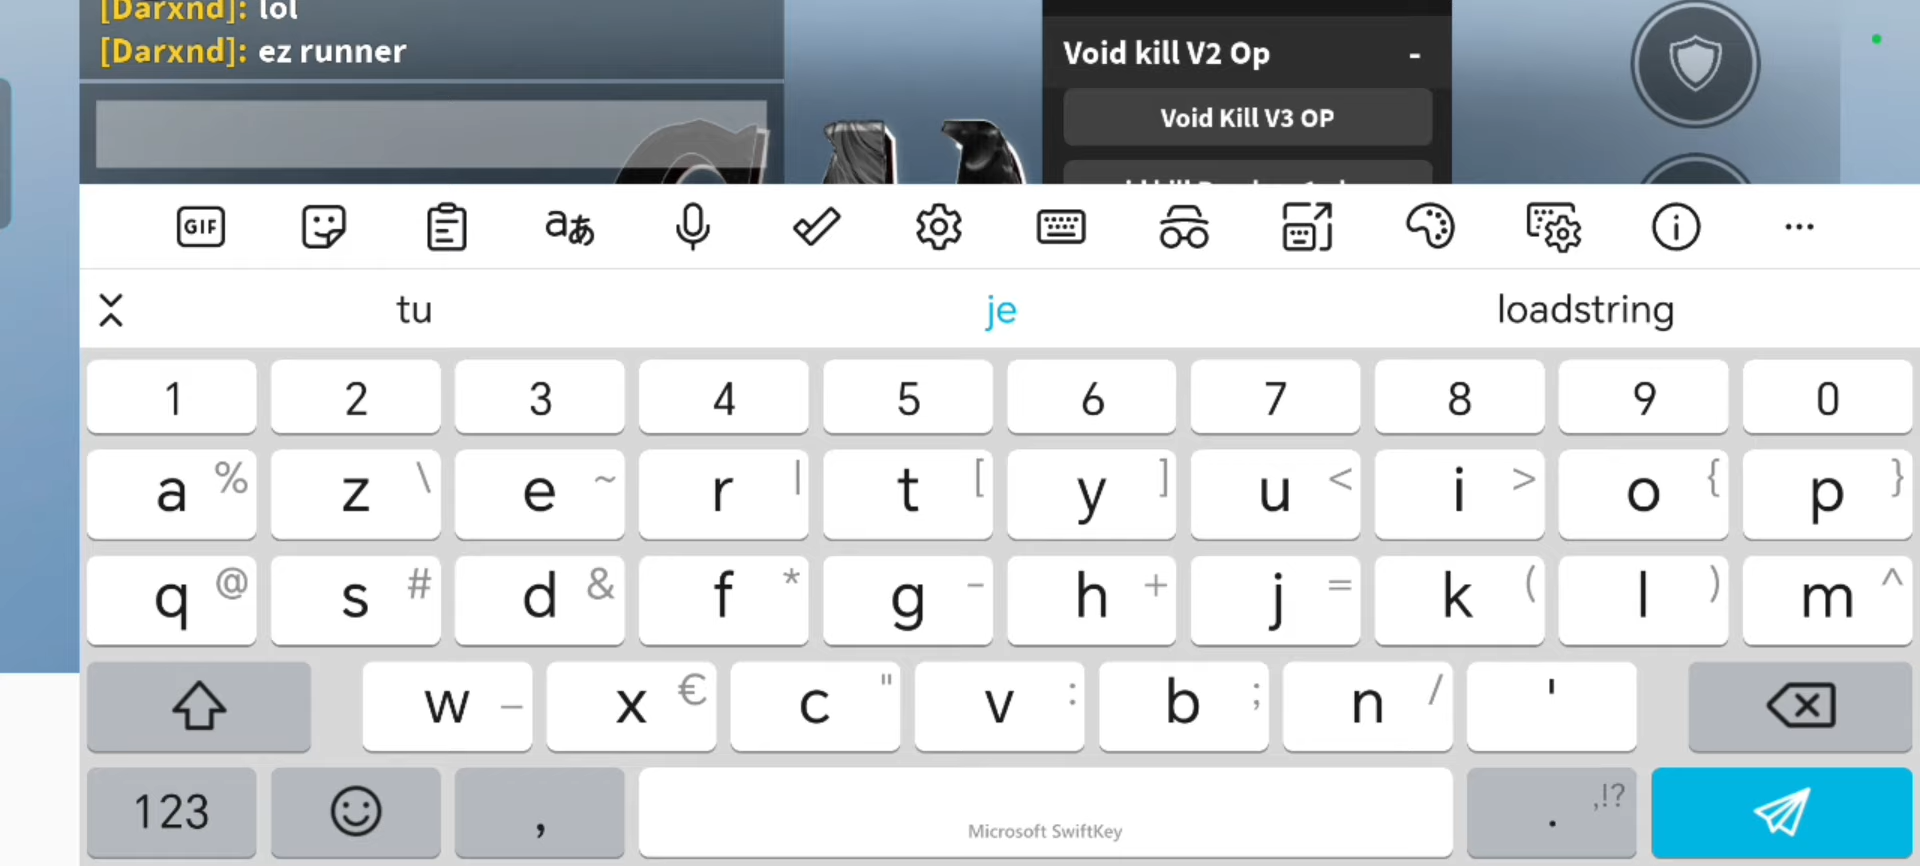 [Darxnd]: lol
[Darxnd]: ez runner
Void kill V2 Op -
Void Kill V3 OP
GIF aあ ...
tu je loadstring
1 2 3 4 5 6 7 8 9 0
a % z \ e ~ r | t [ y ] u < i > o { p }
q @ s # d & f * g - h + j = k ( l ) m ^
w _ x € c " v : b ; n / '
123 , Microsoft SwiftKey . ,!?